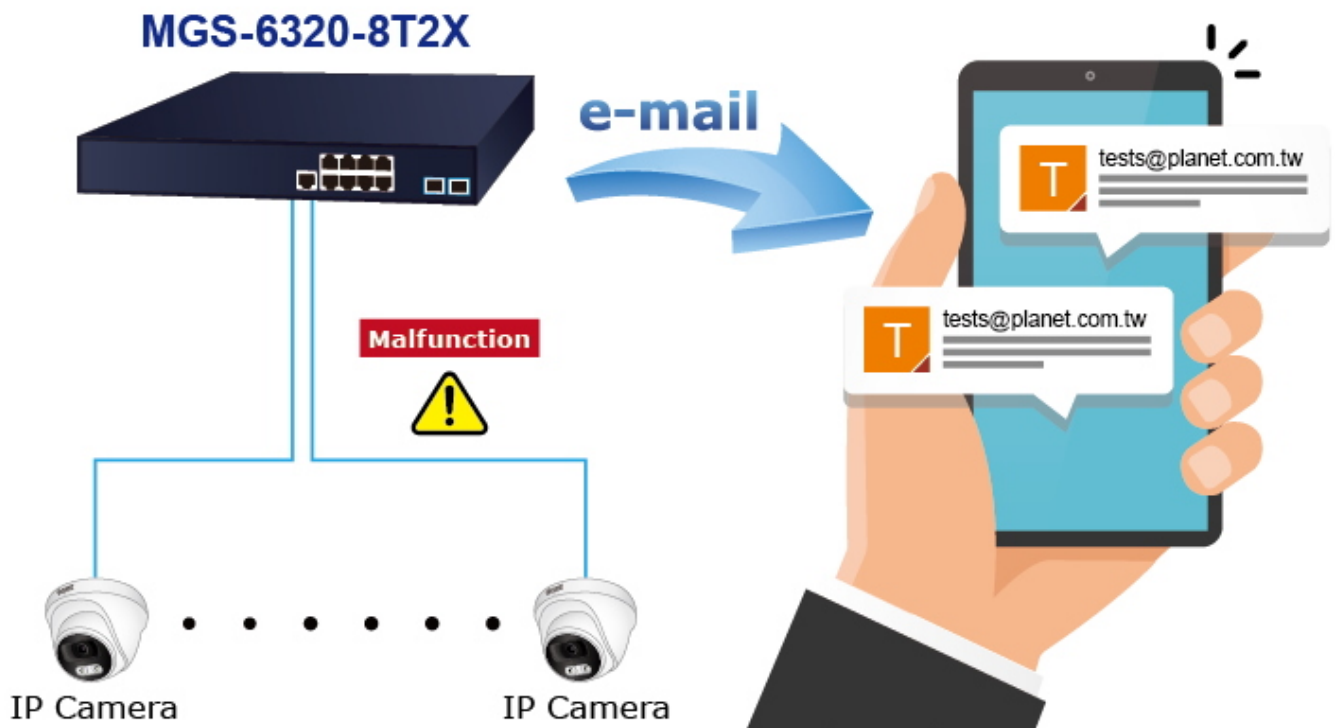 MGS-6320-8T2X
e-mail
T
tests@planet.com.tw
T
tests@planet.com.tw
Malfunction
!
IP Camera
IP Camera